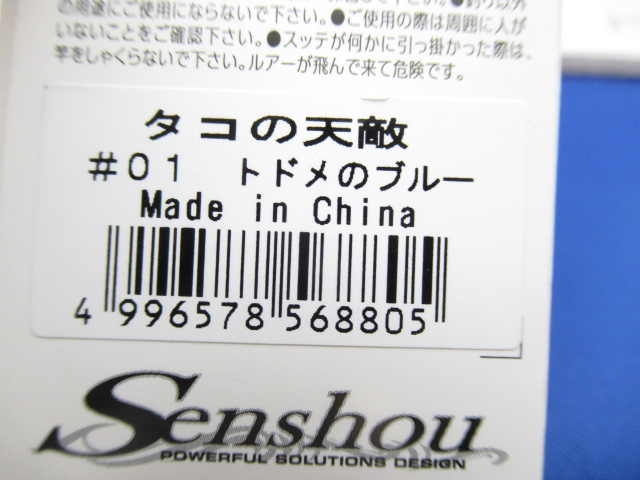 の用途にご使用にならないで下さい。●ご使用の際は周囲に人が
いないことをご確認下さい。●スッテが何かに引っ掛かった際は、
竿をしゃくらないで下さい。ルアーが飛んで来て危険です。
タコの天敵
#01 トドメのブルー
Made in China
4 996578 568805
Senshou
POWERFUL SOLUTIONS DESIGN